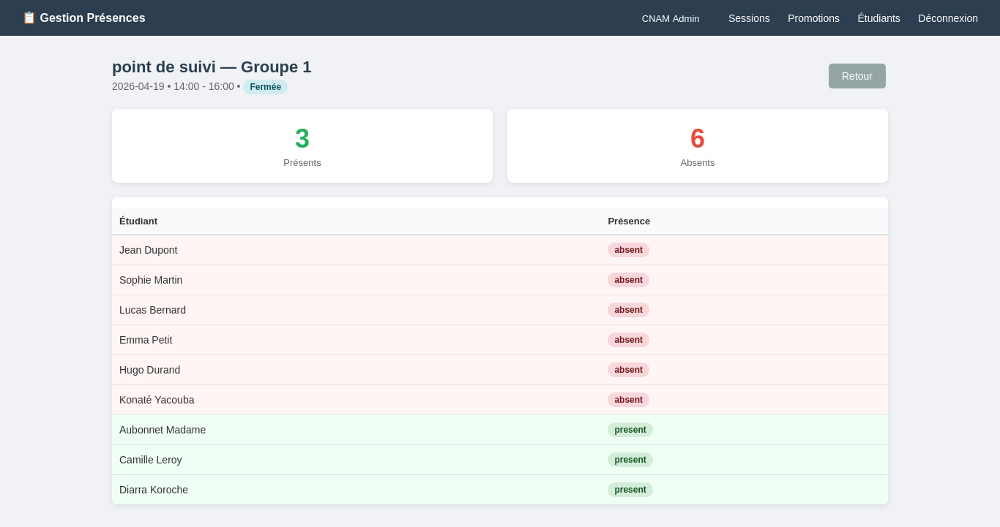 📋 Gestion Présences
CNAM Admin Sessions Promotions Étudiants Déconnexion
point de suivi — Groupe 1
2026-04-19 • 14:00 - 16:00 • Fermée
Retour
3
Présents
6
Absents
Étudiant Présence
Jean Dupont absent
Sophie Martin absent
Lucas Bernard absent
Emma Petit absent
Hugo Durand absent
Konaté Yacouba absent
Aubonnet Madame present
Camille Leroy present
Diarra Koroche present